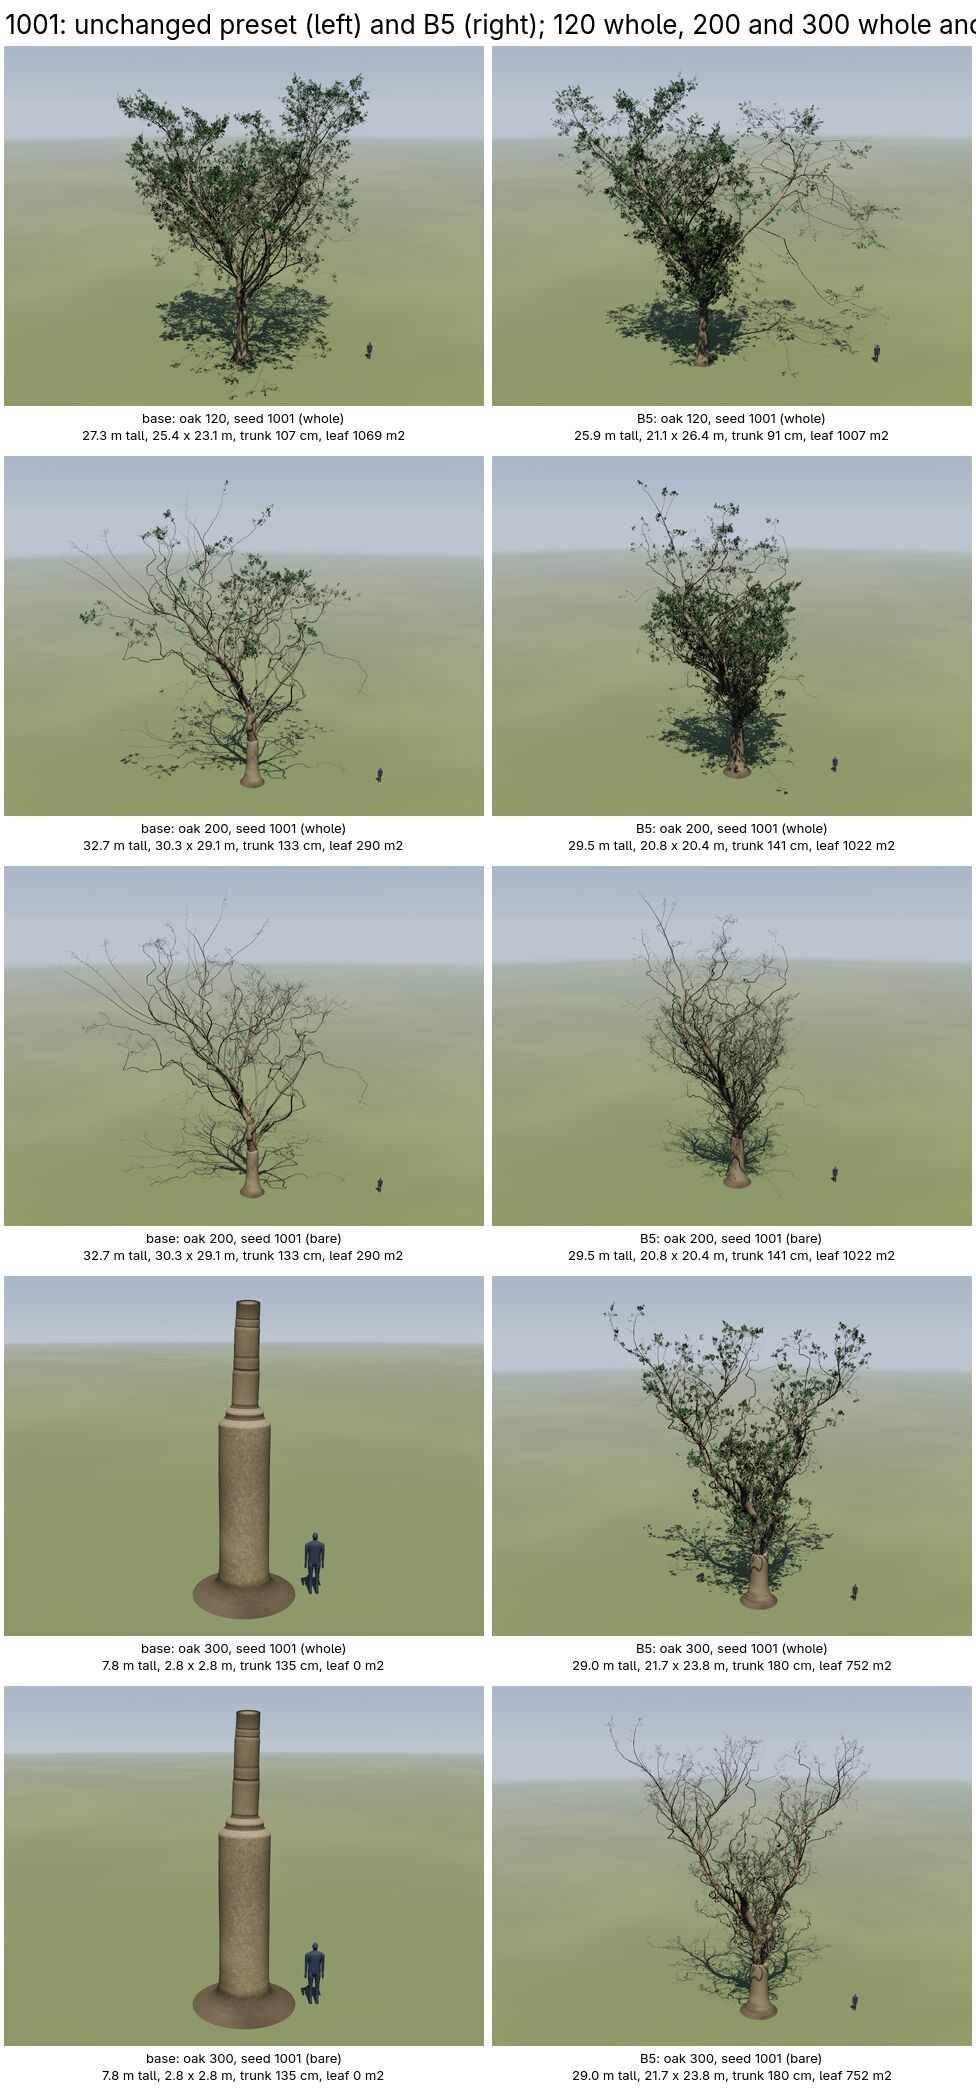 1001: unchanged preset (left) and B5 (right); 120 whole, 200 and 300 whole and
base: oak 120, seed 1001 (whole)
27.3 m tall, 25.4 x 23.1 m, trunk 107 cm, leaf 1069 m2
B5: oak 120, seed 1001 (whole)
25.9 m tall, 21.1 x 26.4 m, trunk 91 cm, leaf 1007 m2
base: oak 200, seed 1001 (whole)
32.7 m tall, 30.3 x 29.1 m, trunk 133 cm, leaf 290 m2
B5: oak 200, seed 1001 (whole)
29.5 m tall, 20.8 x 20.4 m, trunk 141 cm, leaf 1022 m2
base: oak 200, seed 1001 (bare)
32.7 m tall, 30.3 x 29.1 m, trunk 133 cm, leaf 290 m2
B5: oak 200, seed 1001 (bare)
29.5 m tall, 20.8 x 20.4 m, trunk 141 cm, leaf 1022 m2
base: oak 300, seed 1001 (whole)
7.8 m tall, 2.8 x 2.8 m, trunk 135 cm, leaf 0 m2
B5: oak 300, seed 1001 (whole)
29.0 m tall, 21.7 x 23.8 m, trunk 180 cm, leaf 752 m2
base: oak 300, seed 1001 (bare)
7.8 m tall, 2.8 x 2.8 m, trunk 135 cm, leaf 0 m2
B5: oak 300, seed 1001 (bare)
29.0 m tall, 21.7 x 23.8 m, trunk 180 cm, leaf 752 m2